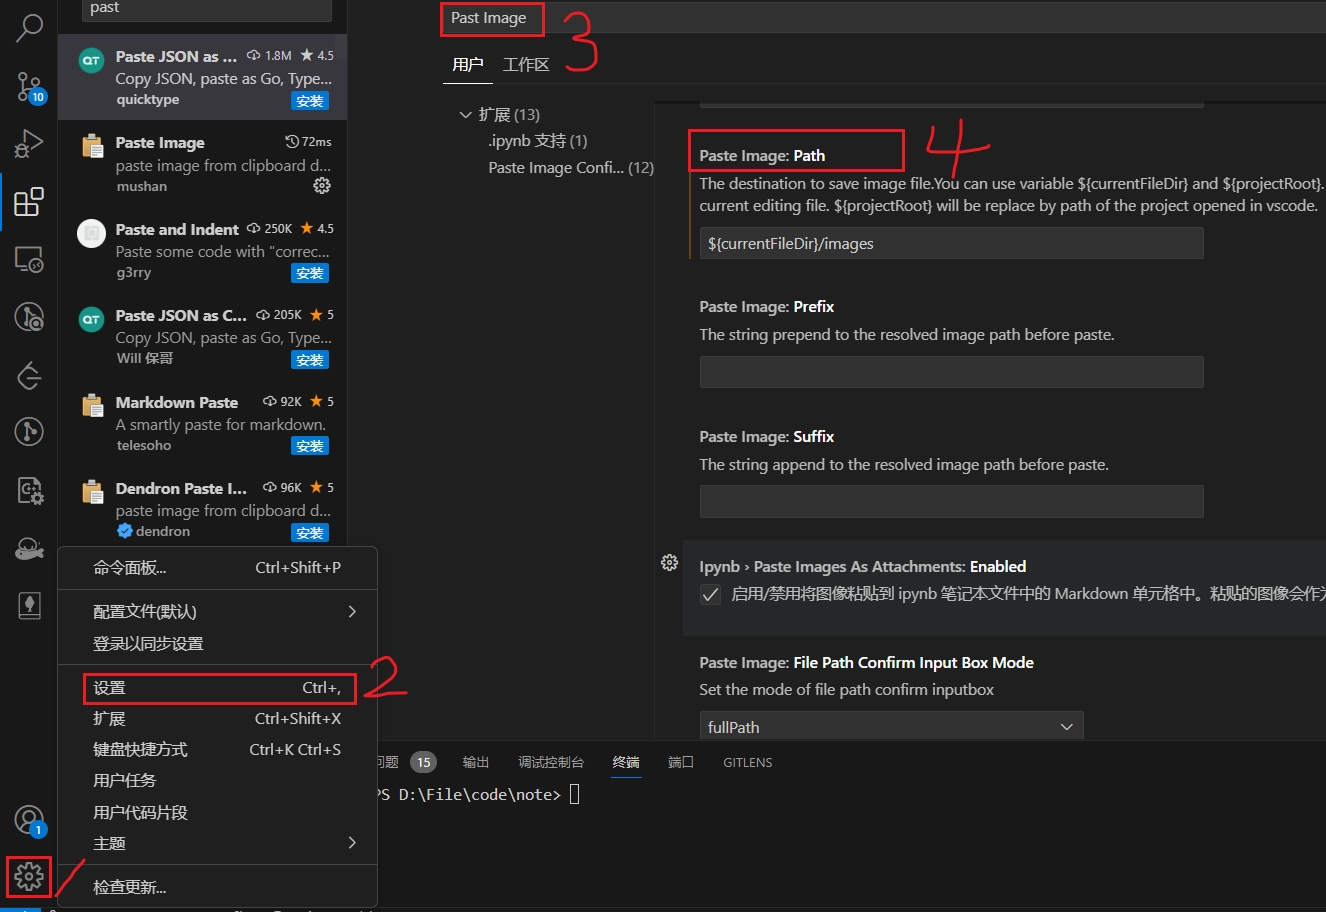 past
Paste JSON as ... 1.8M 4.5
Copy JSON, paste as Go, Type...
quicktype 安装
Paste Image 72ms
paste image from clipboard d...
mushan
Paste and Indent 250K 4.5
Paste some code with "correc...
g3rry 安装
Paste JSON as C... 205K 5
Copy JSON, paste as Go, Type...
Will 保哥 安装
Markdown Paste 92K 5
A smartly paste for markdown.
telesoho 安装
Dendron Paste I... 96K 5
paste image from clipboard d...
dendron 安装
10
QT
QT
命令面板... Ctrl+Shift+P
配置文件(默认)
登录以同步设置
设置 Ctrl+,
2
扩展 Ctrl+Shift+X
键盘快捷方式 Ctrl+K Ctrl+S
用户任务
用户代码片段
主题
检查更新...
1
Past Image
3
用户 工作区
扩展 (13)
.ipynb 支持 (1)
Paste Image Confi... (12)
Paste Image: Path
4
The destination to save image file.You can use variable ${currentFileDir} and ${projectRoot}.
current editing file. ${projectRoot} will be replace by path of the project opened in vscode.
${currentFileDir}/images
Paste Image: Prefix
The string prepend to the resolved image path before paste.
Paste Image: Suffix
The string append to the resolved image path before paste.
Ipynb › Paste Images As Attachments: Enabled
启用/禁用将图像粘贴到 ipynb 笔记本文件中的 Markdown 单元格中。粘贴的图像会作为
Paste Image: File Path Confirm Input Box Mode
Set the mode of file path confirm inputbox
fullPath
问题 15 输出 调试控制台 终端 端口 GITLENS
PS D:\File\code\note>